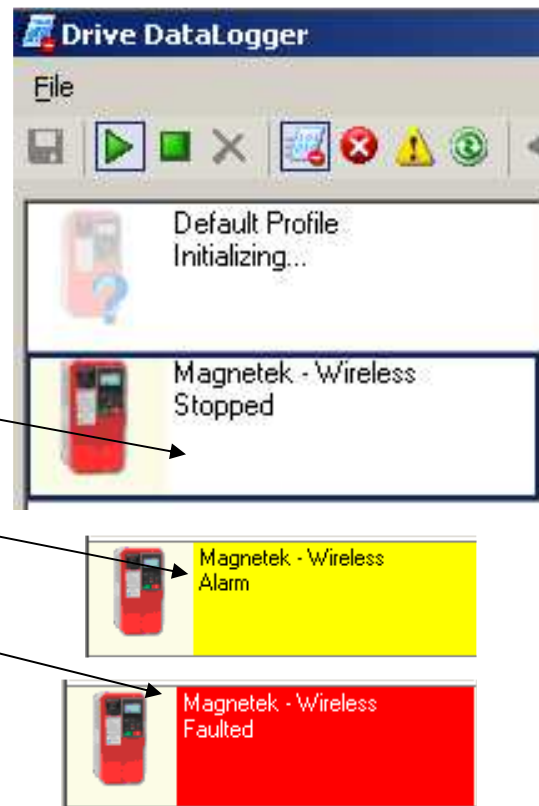 Drive DataLogger
File
Default Profile
Initializing...
Magnetek - Wireless
Stopped
Magnetek - Wireless
Alarm
Magnetek - Wireless
Faulted